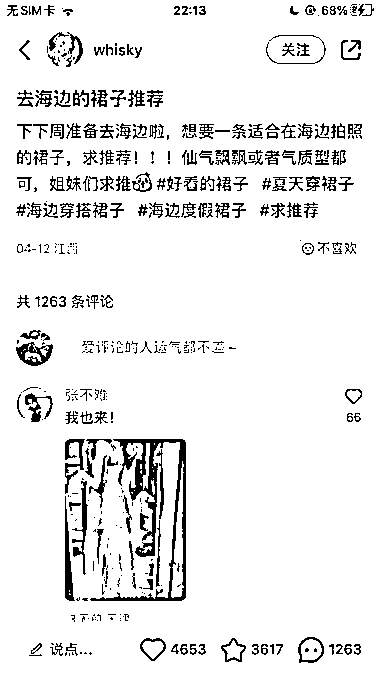 无SIM卡
22:13
68%
whisky
关注
去海边的裙子推荐
下下周准备去海边啦，想要一条适合在海边拍照
的裙子，求推荐！！！仙气飘飘或者气质型都
可，姐妹们求推 #好看的裙子 #夏天穿裙子
#海边穿搭裙子 #海边度假裙子 #求推荐
04-12
不喜欢
共 1263 条评论
爱评论的人运气都不差~
张不难
我也来！
66
说点...
4653
3617
1263